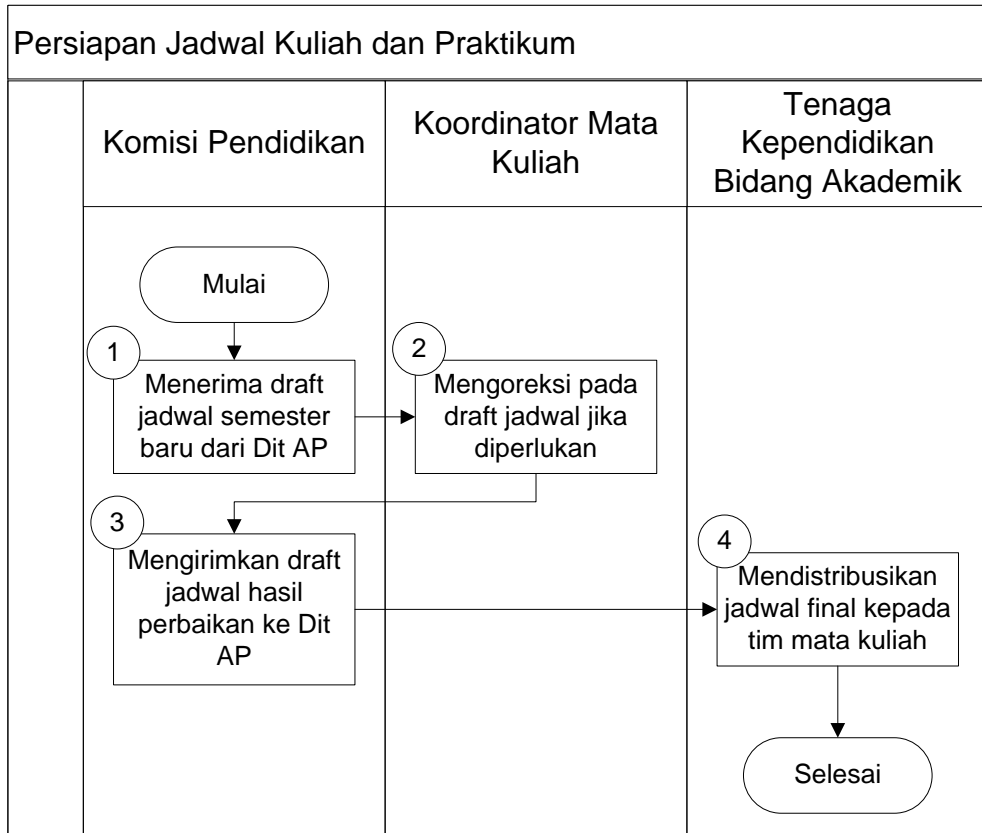 Persiapan Jadwal Kuliah dan Praktikum
Komisi Pendidikan
Koordinator Mata
Kuliah
Tenaga
Kependidikan
Bidang Akademik
Mulai
1
Menerima draft
jadwal semester
baru dari Dit AP
2
Mengoreksi pada
draft jadwal jika
diperlukan
3
Mengirimkan draft
jadwal hasil
perbaikan ke Dit
AP
4
Mendistribusikan
jadwal final kepada
tim mata kuliah
Selesai